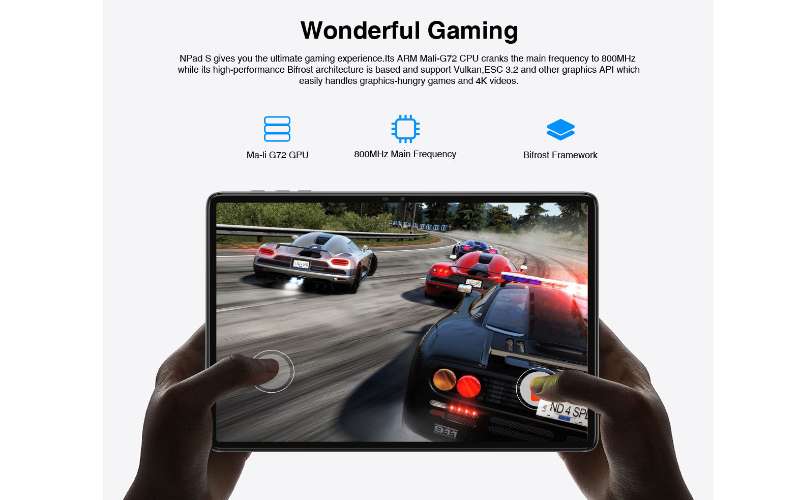 Wonderful Gaming
NPad S gives you the ultimate gaming experience.Its ARM Mali-G72 CPU cranks the main frequency to 800MHz
while its high-performance Bifrost architecture is based and support Vulkan,ESC 3.2 and other graphics API which
easily handles graphics-hungry games and 4K videos.
Ma-li G72 GPU
800MHz Main Frequency
Bifrost Framework
ND 4 SP
911